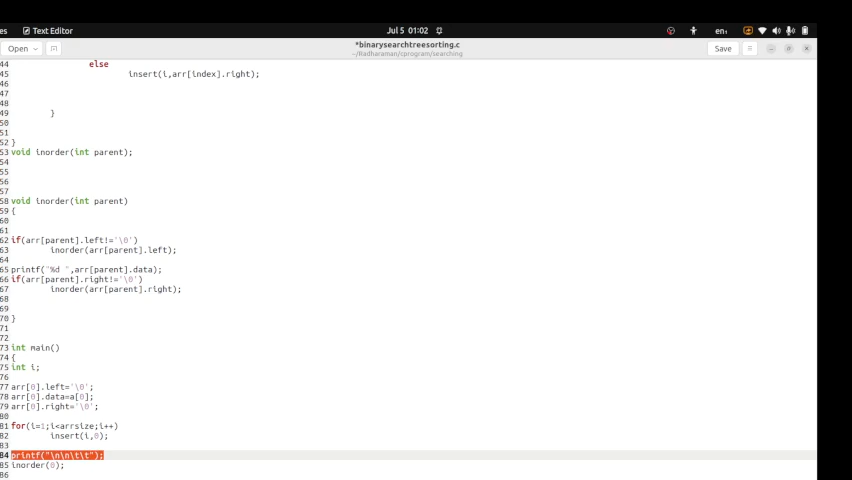 es Text Editor Jul 5 01:02 en₁
Open *binarysearchtreesorting.c Save
~/Radharaman/cprogram/searching
44 else
45 insert(i,arr[index].right);
46
47
48
49 }
50
51
52 }
53 void inorder(int parent);
54
55
56
57
58 void inorder(int parent)
59 {
60
61
62 if(arr[parent].left!='\0')
63 inorder(arr[parent].left);
64
65 printf("%d ",arr[parent].data);
66 if(arr[parent].right!='\0')
67 inorder(arr[parent].right);
68
69
70 }
71
72
73 int main()
74 {
75 int i;
76
77 arr[0].left='\0';
78 arr[0].data=a[0];
79 arr[0].right='\0';
80
81 for(i=1;i<arrsize;i++)
82 insert(i,0);
83
84 printf("\n\n\t\t");
85 inorder(0);
86